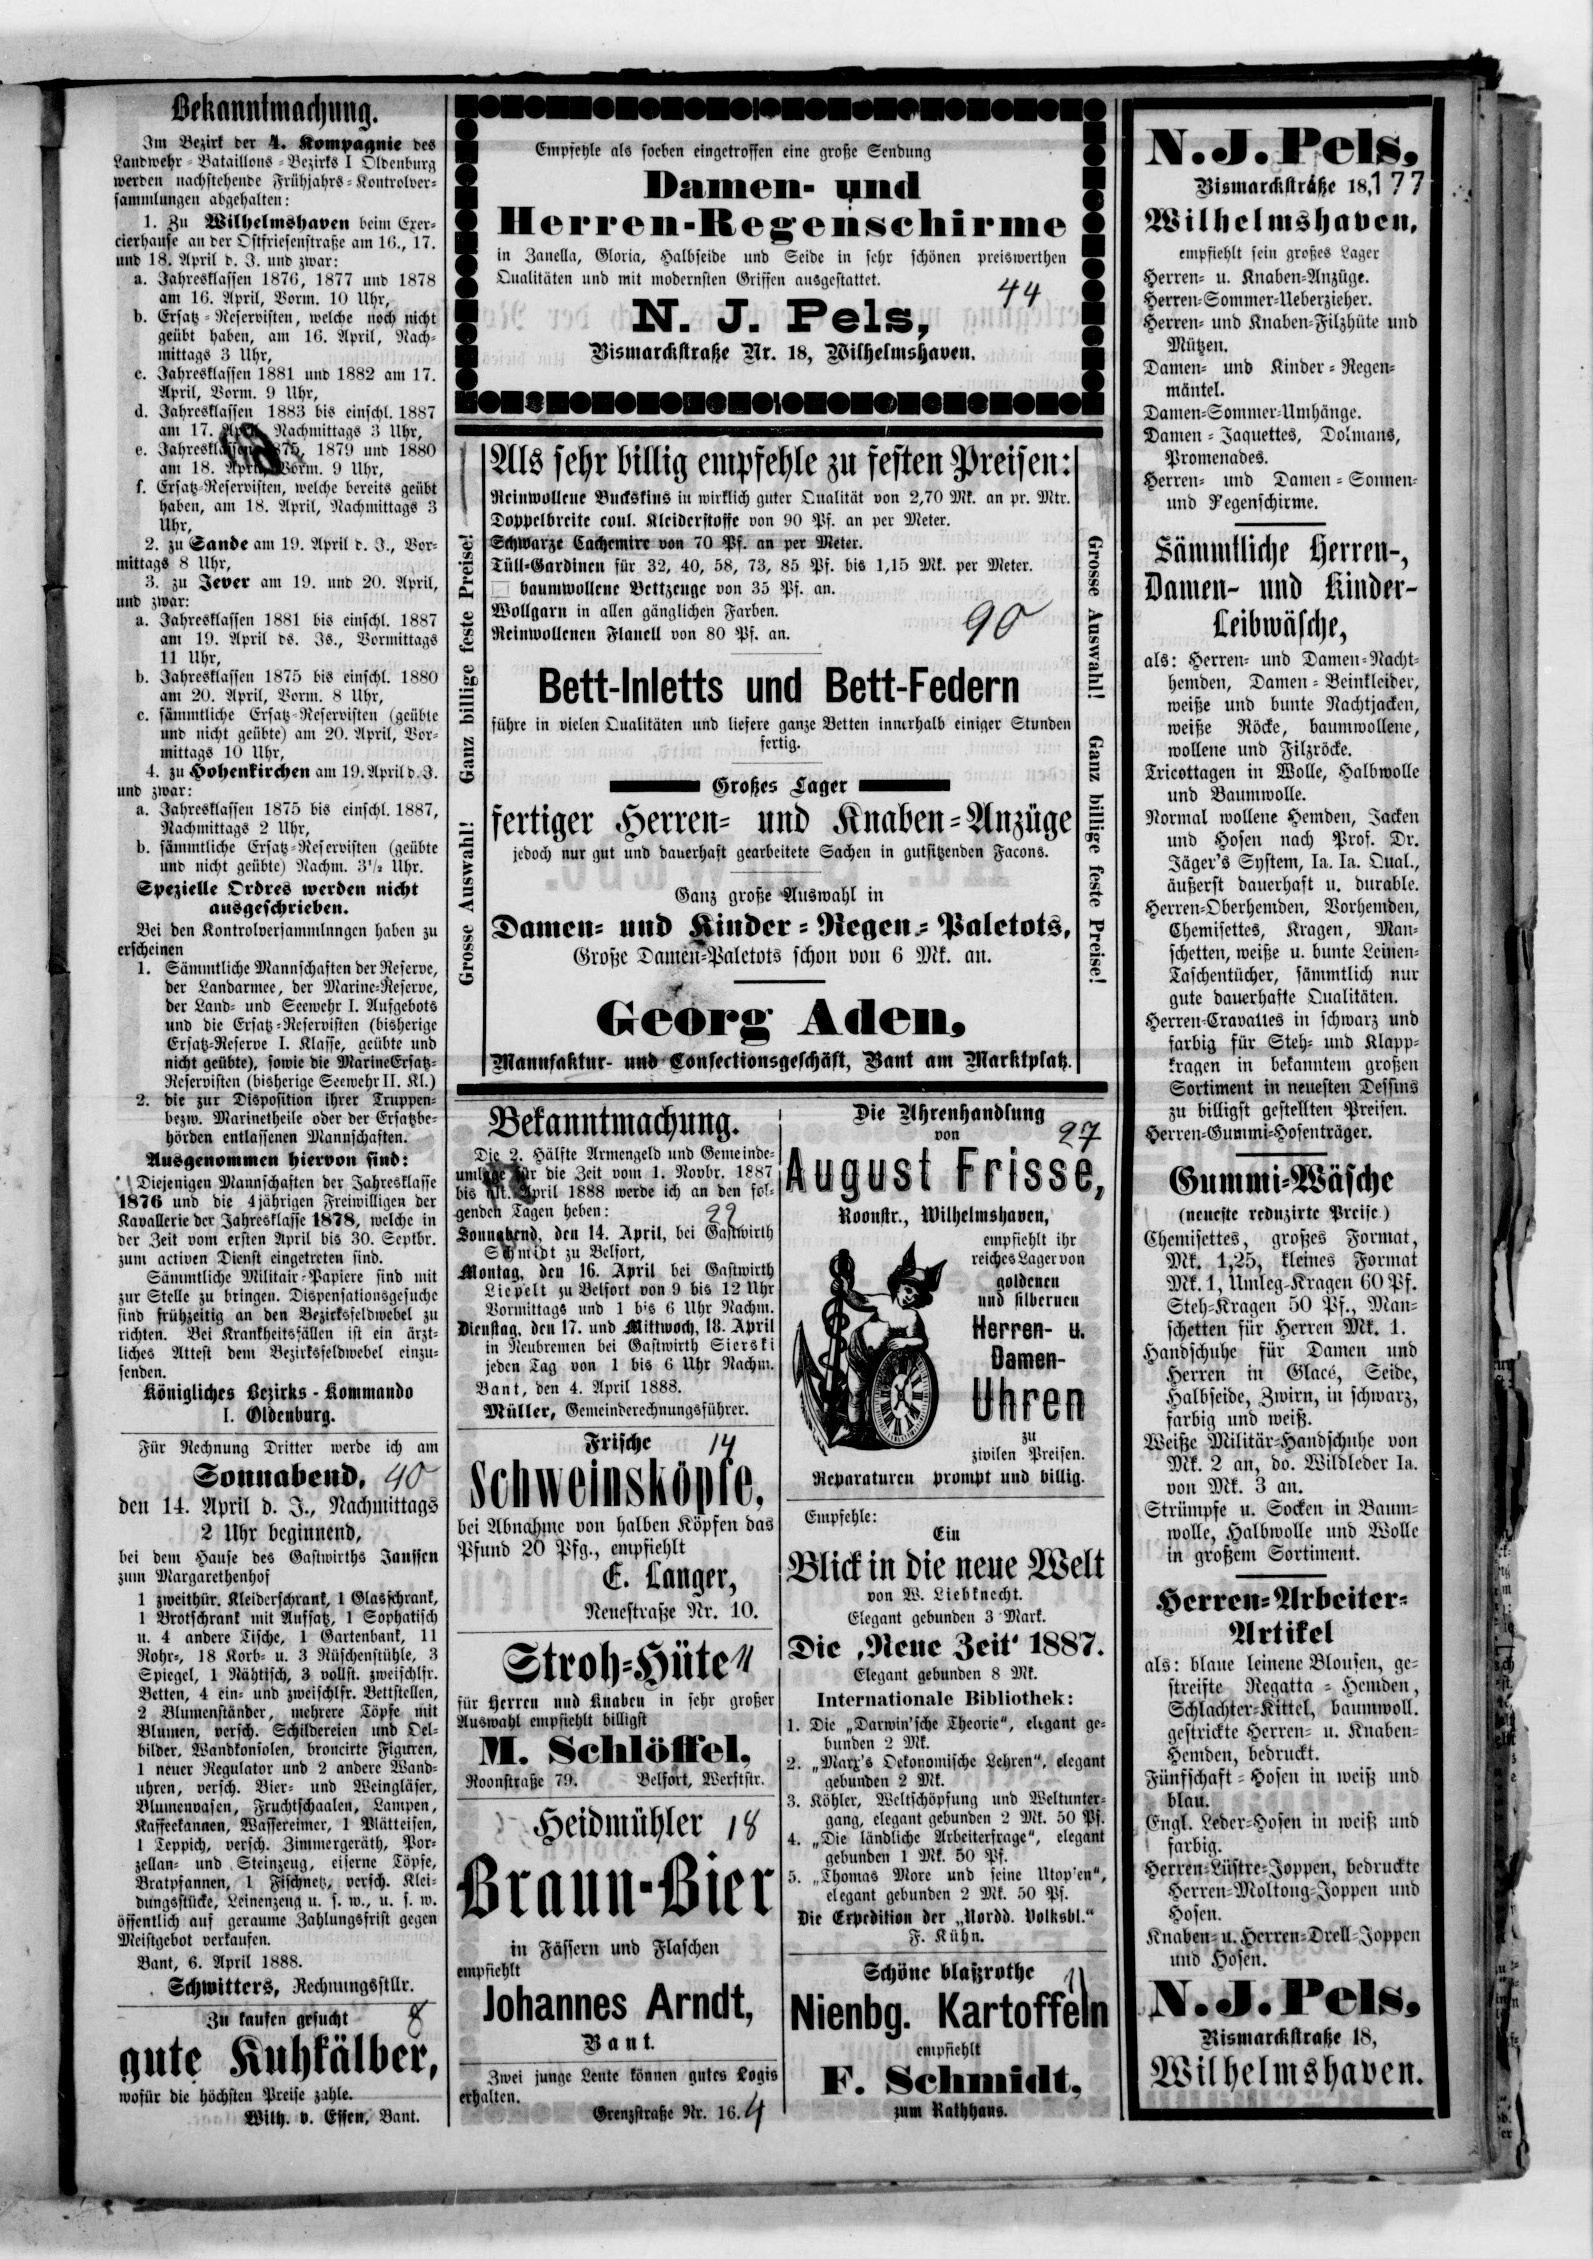 Bekanntmachung.
Im Bezirk der 4. Kompagnie des
Landwehr-Bataillons-Bezirks I Oldenburg
werden nachstehende Frühjahrs-Kontrolver-
sammlungen abgehalten:
1. Zu Wilhelmshaven beim Exer-
cierhause an der Ostfriesenstraße am 16., 17.
und 18. April d. J. und zwar:
a. Jahresklassen 1876, 1877 und 1878
am 16. April, Vorm. 10 Uhr,
b. Ersatz-Reservisten, welche noch nicht
geübt haben, am 16. April, Nach-
mittags 3 Uhr,
c. Jahresklassen 1881 und 1882 am 17.
April, Vorm. 9 Uhr,
d. Jahresklassen 1883 bis einschl. 1887
am 17. April, Nachmittags 3 Uhr,
e. Jahresklassen 1875, 1879 und 1880
am 18. April, Vorm. 9 Uhr,
f. Ersatz-Reservisten, welche bereits geübt
haben, am 18. April, Nachmittags 3
Uhr,
2. zu Sande am 19. April d. J., Vor-
mittags 8 Uhr,
3. zu Jever am 19. und 20. April,
und zwar:
a. Jahresklassen 1881 bis einschl. 1887
am 19. April ds. Js., Vormittags
11 Uhr,
b. Jahresklassen 1875 bis einschl. 1880
am 20. April, Vorm. 8 Uhr,
c. sämmtliche Ersatz-Reservisten (geübte
und nicht geübte) am 20. April, Vor-
mittags 10 Uhr,
4. zu Hohenkirchen am 19. April d. J.
und zwar:
a. Jahresklassen 1875 bis einschl. 1887,
Nachmittags 2 Uhr,
b. sämmtliche Ersatz-Reservisten (geübte
und nicht geübte) Nachm. 3½ Uhr.
Spezielle Ordres werden nicht
ausgeschrieben.
Bei den Kontrolversammlnngen haben zu
erscheinen
1. Sämmtliche Mannschaften der Reserve,
der Landarmee, der Marine-Reserve,
der Land- und Seewehr I. Aufgebots
und die Ersatz-Reservisten (bisherige
Ersatz-Reserve I. Klasse, geübte und
nicht geübte), sowie die MarineErsatz-
Reservisten (bisherige Seewehr II. Kl.)
2. die zur Disposition ihrer Truppen-
bezw. Marinetheile oder der Ersatzbe-
hörden entlassenen Mannschaften.
Ausgenommen hiervon sind:
Diejenigen Mannschaften der Jahresklasse
1876 und die 4jährigen Freiwilligen der
Kavallerie der Jahresklasse 1878, welche in
der Zeit vom ersten April bis 30. Septbr.
zum activen Dienst eingetreten sind.
Sämmtliche Militair-Papiere sind mit
zur Stelle zu bringen. Dispensationsgesuche
sind frühzeitig an den Bezirksfeldwebel zu
richten. Bei Krankheitsfällen ist ein ärzt-
liches Attest dem Bezirksfeldwebel einzu-
senden.
Königliches Bezirks-Kommando
I. Oldenburg.
Für Rechnung Dritter werde ich am
Sonnabend, 40
den 14. April d. J., Nachmittags
2 Uhr beginnend,
bei dem Hause des Gastwirths Janssen
zum Margarethenhof
1 zweithür. Kleiderschrank, 1 Glasschrank,
1 Brotschrank mit Aufsatz, 1 Sophatisch
u. 4 andere Tische, 1 Gartenbank, 11
Rohr-, 18 Korb- u. 3 Rüschenstühle, 3
Spiegel, 1 Nähtisch, 3 vollst. zweischlfr.
Betten, 4 ein- und zweischlfr. Bettstellen,
2 Blumenständer, mehrere Töpfe mit
Blumen, versch. Schildereien und Oel-
bilder, Wandkonsolen, broncirte Figuren,
1 neuer Regulator und 2 andere Wand-
uhren, versch. Bier- und Weingläser,
Blumenvasen, Fruchtschaalen, Lampen,
Kaffeekannen, Wassereimer, 1 Plätteisen,
1 Teppich, versch. Zimmergeräth, Por-
zellan- und Steinzeug, eiserne Töpfe,
Bratpfannen, 1 Fischnetz, versch. Klei-
dungsstücke, Leinenzeug u. s. w., u. s. w.
öffentlich auf geraume Zahlungsfrist gegen
Meistgebot verkaufen.
Bant, 6. April 1888.
Schwitters, Rechnungsstllr.
Zu kaufen gesucht 8
gute Kuhkälber,
wofür die höchsten Preise zahle.
Wilh. v. Essen, Bant.
Empfehle als soeben eingetroffen eine große Sendung
Damen- und
Herren-Regenschirme
in Zanella, Gloria, Halbseide und Seide in sehr schönen preiswerthen
Qualitäten und mit modernsten Griffen ausgestattet.
44
N. J. Pels,
Bismarckstraße Nr. 18, Wilhelmshaven.
Grosse Auswahl! Ganz billige feste Preise!
Als sehr billig empfehle zu festen Preisen:
Reinwollene Buckskins in wirklich guter Qualität von 2,70 Mk. an pr. Mtr.
Doppelbreite coul. Kleiderstoffe von 90 Pf. an per Meter.
Schwarze Cachemire von 70 Pf. an per Meter.
Tüll-Gardinen für 32, 40, 58, 73, 85 Pf. bis 1,15 Mk. per Meter.
□ baumwollene Bettzeuge von 35 Pf. an.
Wollgarn in allen gänglichen Farben.
Reinwollenen Flanell von 80 Pf. an.
90
Bett-Inletts und Bett-Federn
führe in vielen Qualitäten und liefere ganze Betten innerhalb einiger Stunden
fertig.
Großes Lager
fertiger Herren- und Knaben-Anzüge
jedoch nur gut und dauerhaft gearbeitete Sachen in gutsitzenden Facons.
Ganz große Auswahl in
Damen- und Kinder-Regen-Paletots,
Große Damen-Paletots schon von 6 Mk. an.
Georg Aden,
Manufaktur- und Confectionsgeschäft, Bant am Marktplatz.
Grosse Auswahl! Ganz billige feste Preise!
Bekanntmachung.
Die 2. Hälfte Armengeld und Gemeinde-
umlage für die Zeit vom 1. Novbr. 1887
bis ult. April 1888 werde ich an den fol-
genden Tagen heben: 22
Sonnabend, den 14. April, bei Gastwirth
Schmidt zu Belfort,
Montag, den 16. April bei Gastwirth
Liepelt zu Belfort von 9 bis 12 Uhr
Vormittags und 1 bis 6 Uhr Nachm.
Dienstag, den 17. und Mittwoch, 18. April
in Neubremen bei Gastwirth Sierski
jeden Tag von 1 bis 6 Uhr Nachm.
Bant, den 4. April 1888.
Müller, Gemeinderechnungsführer.
Frische 14
Schweinsköpfe,
bei Abnahme von halben Köpfen das
Pfund 20 Pfg., empfiehlt
E. Langer,
Neuestraße Nr. 10.
Stroh-Hüte 11
für Herren und Knaben in sehr großer
Auswahl empfiehlt billigst
M. Schlöffel,
Roonstraße 79. Belfort, Werftstr.
Heidmühler 18
Braun-Bier
in Fässern und Flaschen
empfiehlt
Johannes Arndt,
Bant.
Zwei junge Leute können gutes Logis
erhalten.
Grenzstraße Nr. 16. 4
Die Uhrenhandlung
von 27
August Frisse,
Roonstr., Wilhelmshaven,
empfiehlt ihr
reiches Lager von
goldenen
und silbernen
Herren- u.
Damen-
Uhren
zu
zivilen Preisen.
Reparaturen prompt und billig.
Empfehle:
Ein
Blick in die neue Welt
von W. Liebknecht.
Elegant gebunden 3 Mark.
Die ‚Neue Zeit‘ 1887.
Elegant gebunden 8 Mk.
Internationale Bibliothek:
1. Die „Darwin'sche Theorie“, elegant ge-
bunden 2 Mk.
2. „Marx's Oekonomische Lehren“, elegant
gebunden 2 Mk.
3. Köhler, Weltschöpfung und Weltunter-
gang, elegant gebunden 2 Mk. 50 Pf.
4. „Die ländliche Arbeiterfrage“, elegant
gebunden 1 Mk. 50 Pf.
5. „Thomas More und seine Utop'en“,
elegant gebunden 2 Mk. 50 Pf.
Die Expedition der „Nordd. Volksbl.“
F. Kühn.
Schöne blaßrothe 11
Nienbg. Kartoffeln
empfiehlt
F. Schmidt,
zum Rathhaus.
N. J. Pels,
Bismarckstraße 18, 177
Wilhelmshaven,
empfiehlt sein großes Lager
Herren- u. Knaben-Anzüge.
Herren-Sommer-Ueberzieher.
Herren- und Knaben-Filzhüte und
Mützen.
Damen- und Kinder-Regen-
mäntel.
Damen-Sommer-Umhänge.
Damen-Jaquettes, Dolmans,
Promenades.
Herren- und Damen-Sonnen-
und Regenschirme.
Sämmtliche Herren-,
Damen- und Kinder-
Leibwäsche,
als: Herren- und Damen-Nacht-
hemden, Damen-Beinkleider,
weiße und bunte Nachtjacken,
weiße Röcke, baumwollene,
wollene und Filzröcke.
Tricottagen in Wolle, Halbwolle
und Baumwolle.
Normal wollene Hemden, Jacken
und Hosen nach Prof. Dr.
Jäger's System, Ia. Ia. Qual.,
äußerst dauerhaft u. durable.
Herren-Oberhemden, Vorhemden,
Chemisettes, Kragen, Man-
schetten, weiße u. bunte Leinen-
Taschentücher, sämmtlich nur
gute dauerhafte Qualitäten.
Herren-Cravattes in schwarz und
farbig für Steh- und Klapp-
kragen in bekanntem großen
Sortiment in neuesten Dessins
zu billigst gestellten Preisen.
Herren-Gummi-Hosenträger.
Gummi-Wäsche
(neueste reduzirte Preise)
Chemisettes, großes Format,
Mk. 1,25, kleines Format
Mk. 1, Umleg-Kragen 60 Pf.
Steh-Kragen 50 Pf., Man-
schetten für Herren Mk. 1.
Handschuhe für Damen und
Herren in Glacé, Seide,
Halbseide, Zwirn, in schwarz,
farbig und weiß.
Weiße Militär-Handschuhe von
Mk. 2 an, do. Wildleder Ia.
von Mk. 3 an.
Strümpfe u. Socken in Baum-
wolle, Halbwolle und Wolle
in großem Sortiment.
Herren-Arbeiter-
Artikel
als: blaue leinene Blousen, ge-
streifte Regatta-Hemden,
Schlachter-Kittel, baumwoll.
gestrickte Herren- u. Knaben-
Hemden, bedruckt.
Fünfschaft-Hosen in weiß und
blau.
Engl. Leder-Hosen in weiß und
farbig.
Herren-Lüstre-Joppen, bedruckte
Herren-Moltong-Joppen und
Hosen.
Knaben- u. Herren-Drell-Joppen
und Hosen.
N. J. Pels,
Bismarckstraße 18,
Wilhelmshaven.